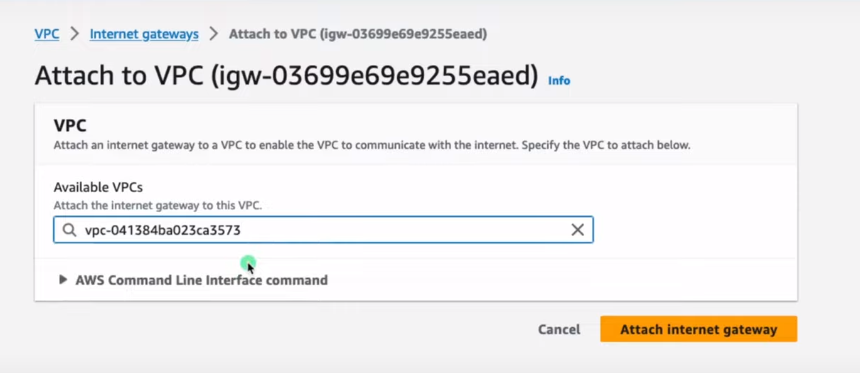 VPC > Internet gateways > Attach to VPC (igw-03699e69e9255eaed)
Attach to VPC (igw-03699e69e9255eaed) Info
VPC
Attach an internet gateway to a VPC to enable the VPC to communicate with the internet. Specify the VPC to attach below.
Available VPCs
Attach the internet gateway to this VPC.
vpc-041384ba023ca3573
AWS Command Line Interface command
Cancel Attach internet gateway